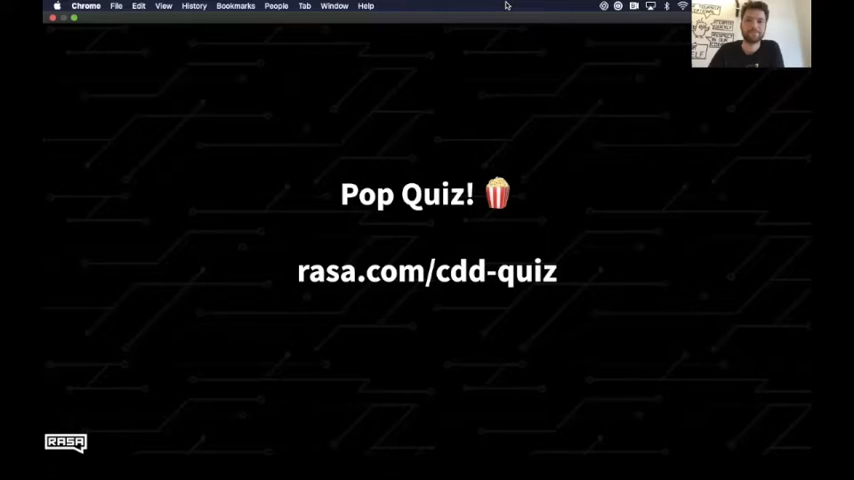 Chrome File Edit View History Bookmarks People Tab Window Help
Pop Quiz!
rasa.com/cdd-quiz
RASA